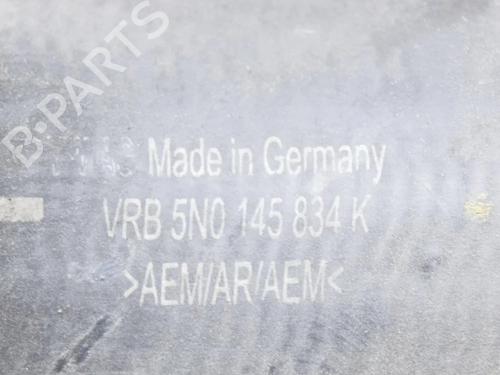 B-PARTS
Made in Germany
VRB 5N0 145 834 K
>AEM/AR/AEM<